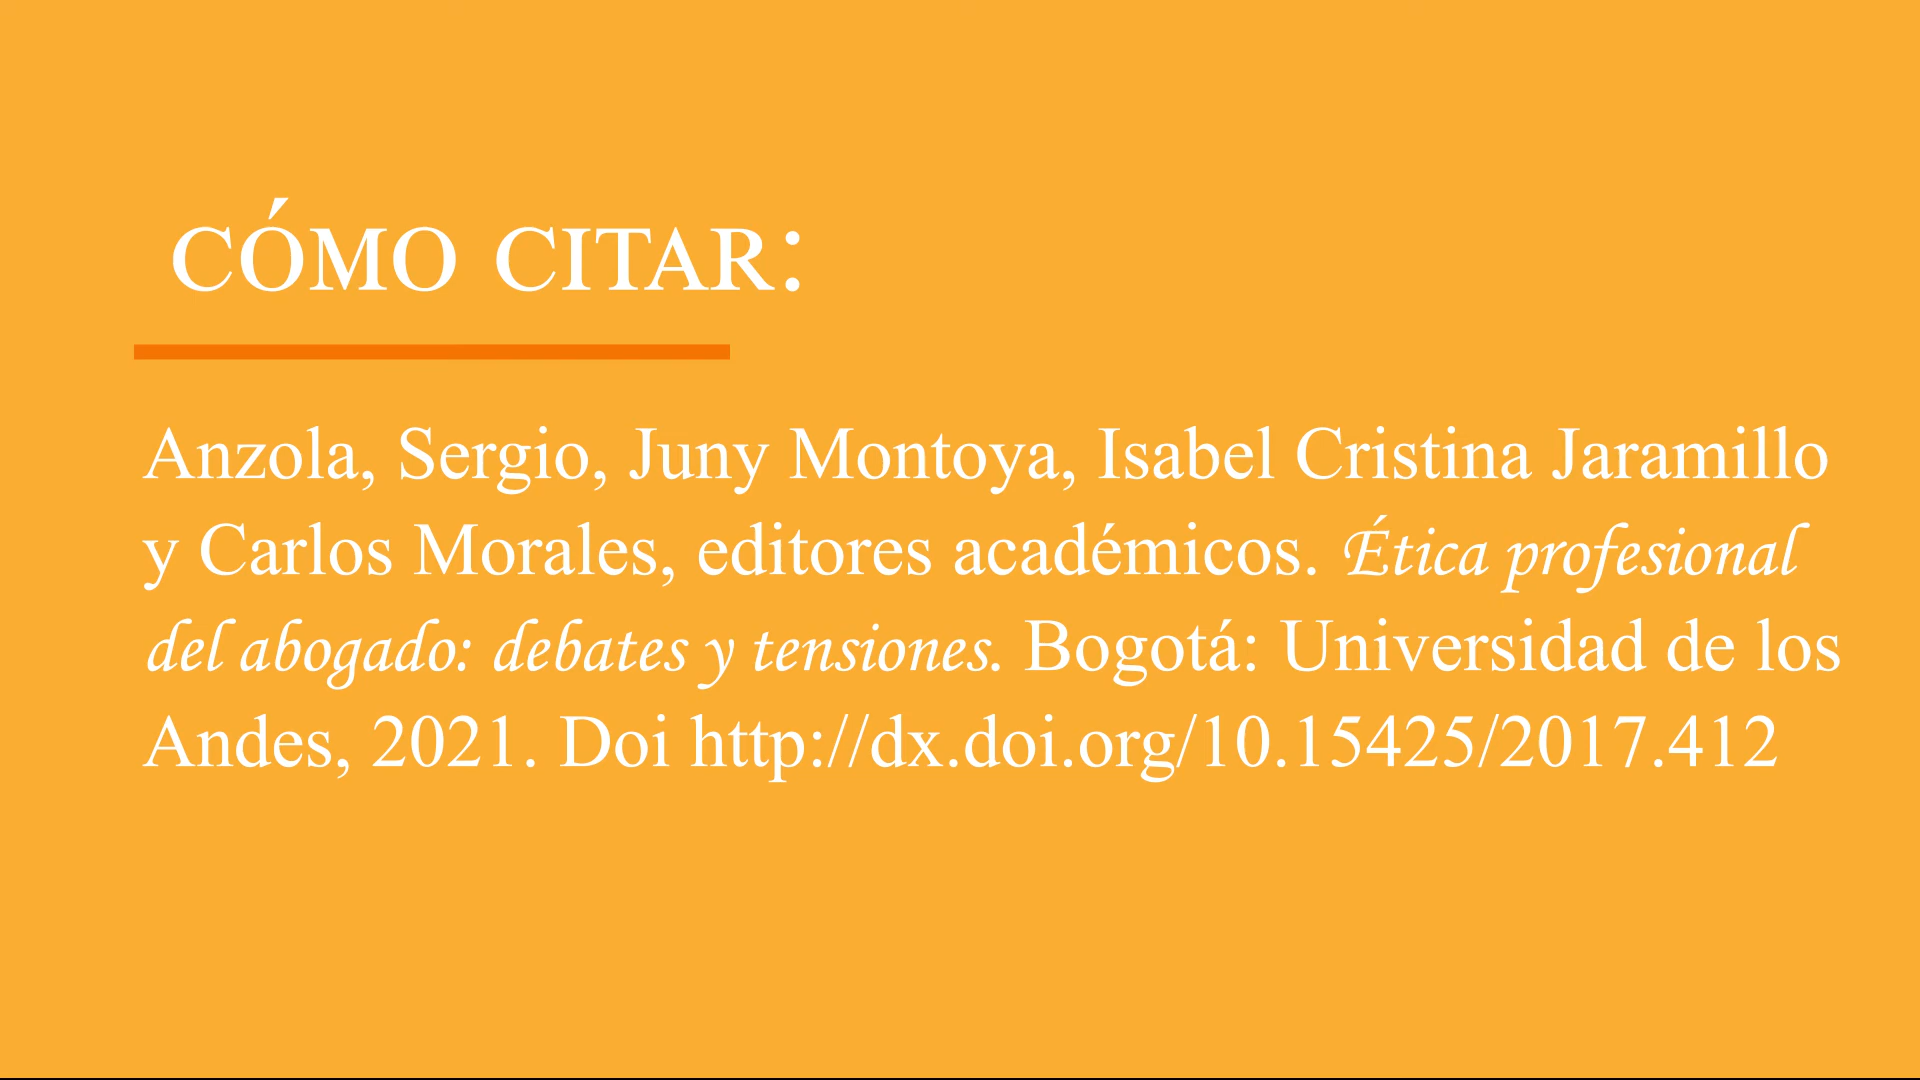 CÓMO CITAR:
Anzola, Sergio, Juny Montoya, Isabel Cristina Jaramillo
y Carlos Morales, editores académicos. Ética profesional
del abogado: debates y tensiones. Bogotá: Universidad de los
Andes, 2021. Doi http://dx.doi.org/10.15425/2017.412